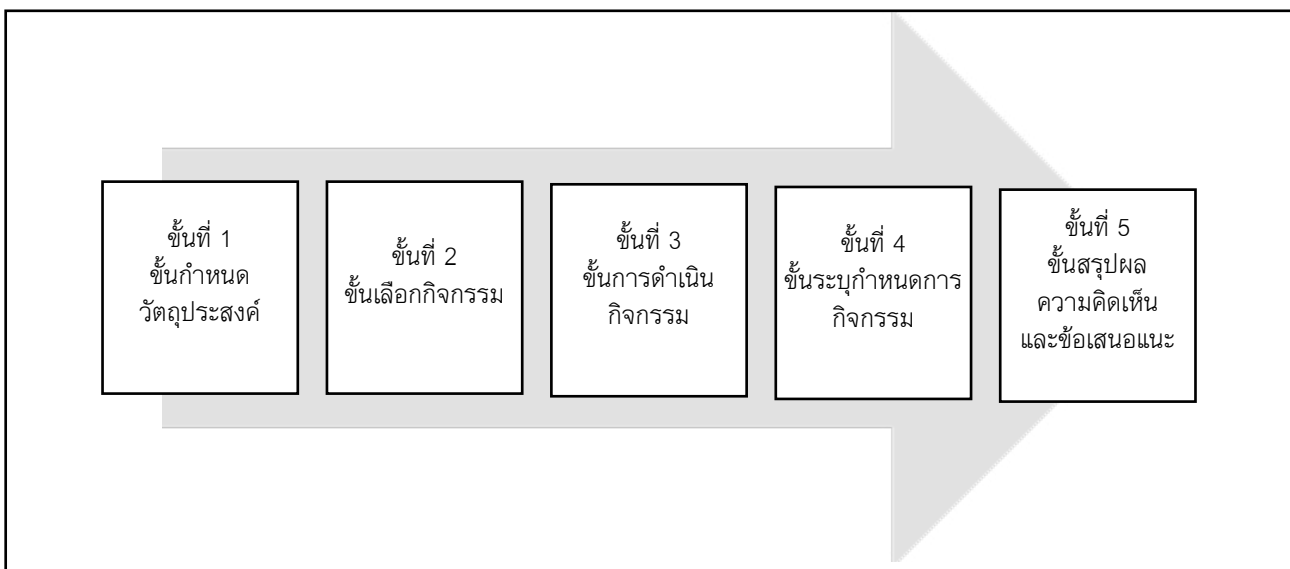 ขั้นที่ 1
ขั้นกำหนด
วัตถุประสงค์
ขั้นที่ 2
ขั้นเลือกกิจกรรม
ขั้นที่ 3
ขั้นการดำเนิน
กิจกรรม
ขั้นที่ 4
ขั้นระบุกำหนดการ
กิจกรรม
ขั้นที่ 5
ขั้นสรุปผล
ความคิดเห็น
และข้อเสนอแนะ